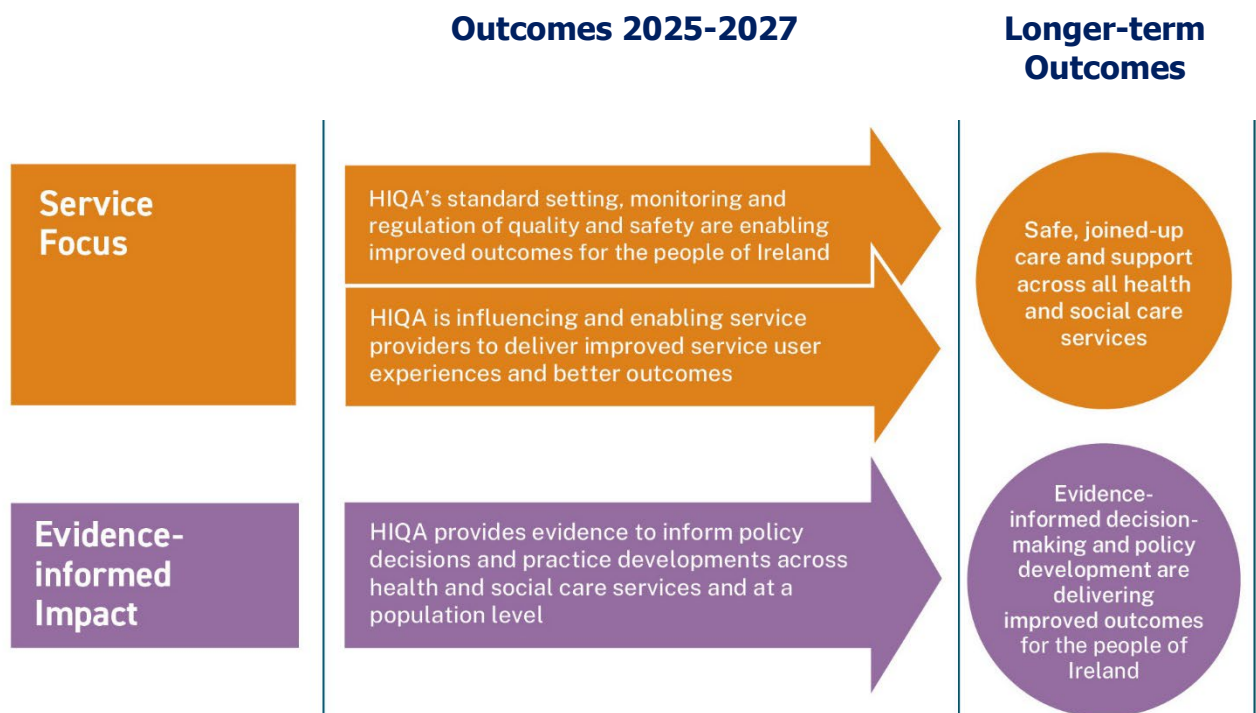 Outcomes 2025-2027
Longer-term
Outcomes
Service
Focus
HIQA’s standard setting, monitoring and
regulation of quality and safety are enabling
improved outcomes for the people of Ireland
HIQA is influencing and enabling service
providers to deliver improved service user
experiences and better outcomes
Safe, joined-up
care and support
across all health
and social care
services
Evidence-
informed
Impact
HIQA provides evidence to inform policy
decisions and practice developments across
health and social care services and at a
population level
Evidence-
informed decision-
making and policy
development are
delivering
improved outcomes
for the people of
Ireland